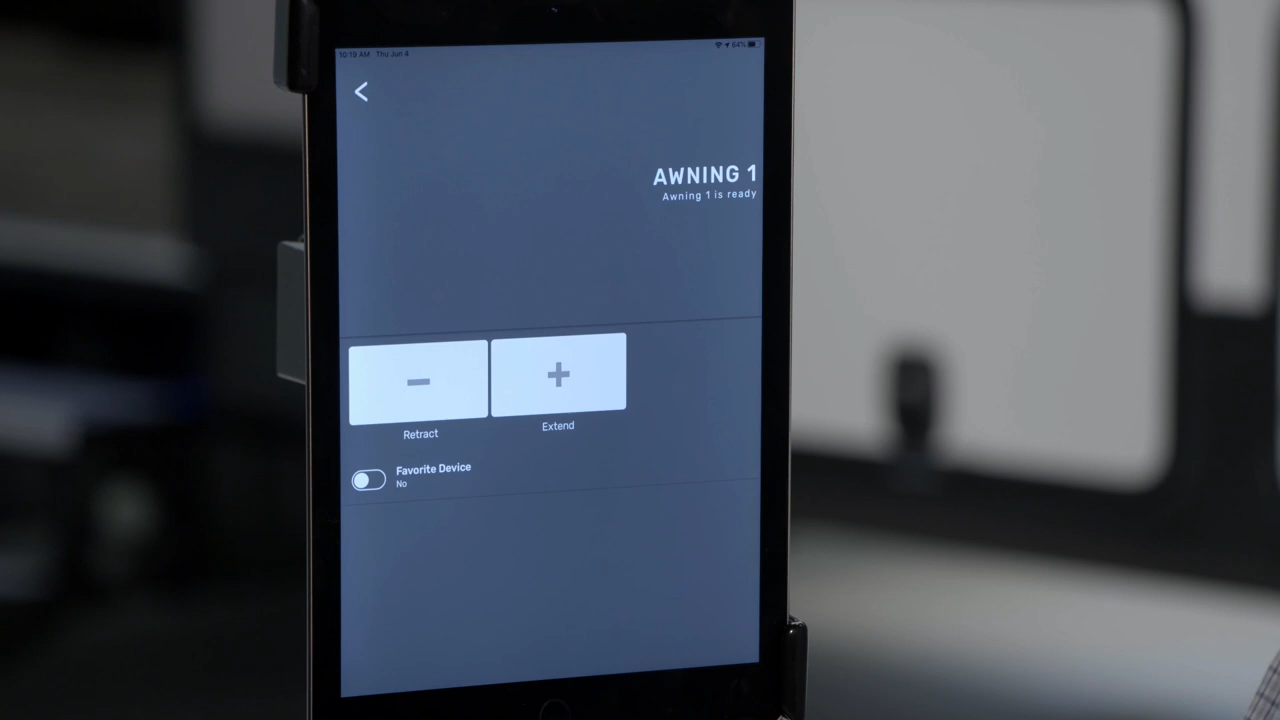 10:19 AM Thu Jun 4
64%
AWNING 1
Awning 1 is ready
Retract
Extend
Favorite Device
No